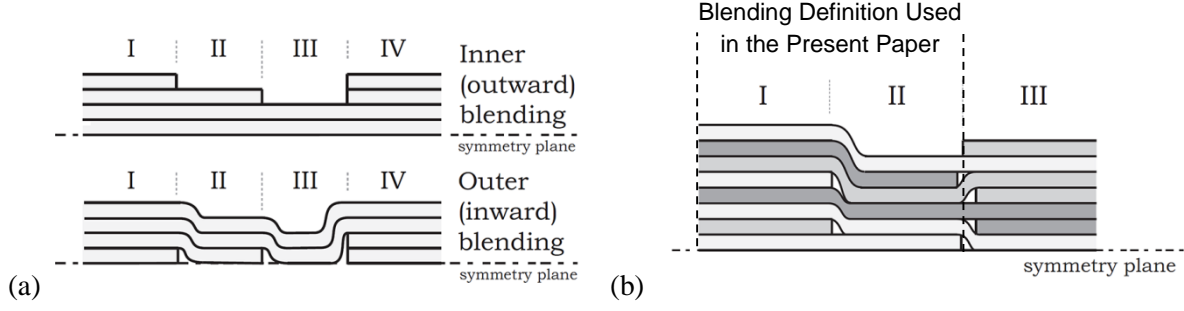 I II III IV
Inner
(outward)
blending
symmetry plane
I II III IV
Outer
(inward)
blending
symmetry plane
(a)
Blending Definition Used
in the Present Paper
I II III
symmetry plane
(b)